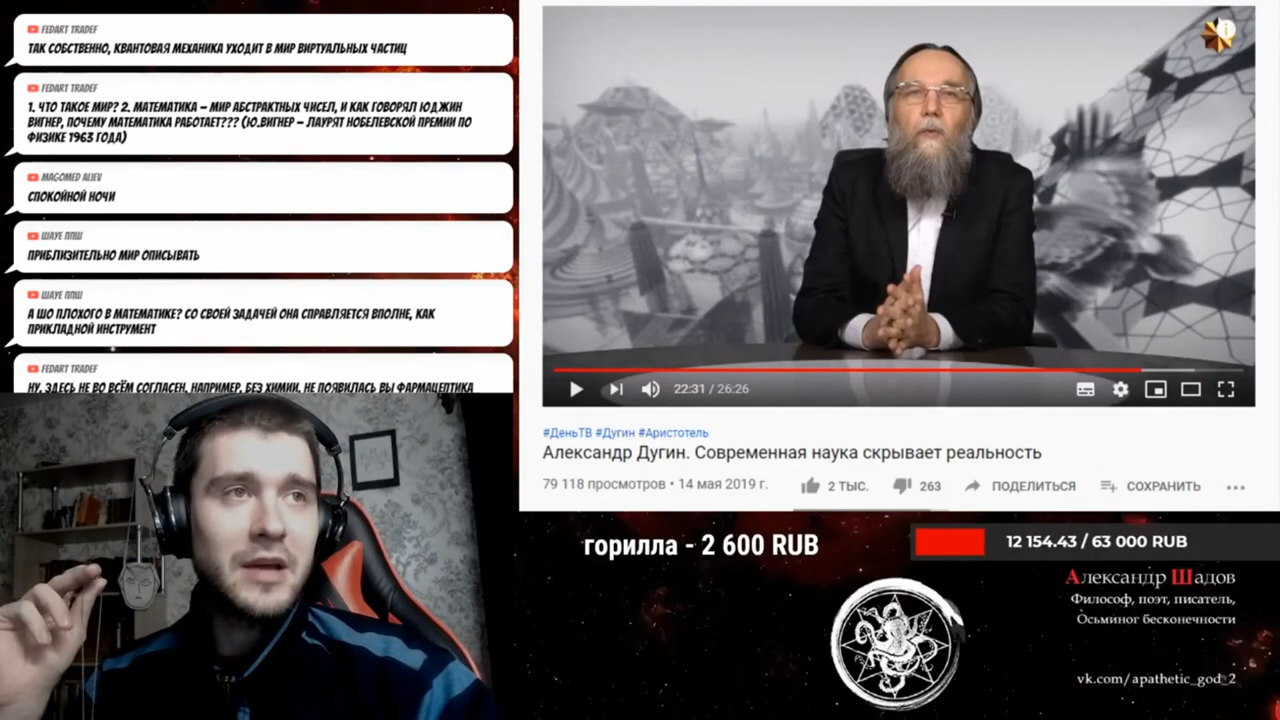 FEDART TRADEF
ТАК СОБСТВЕННО, КВАНТОВАЯ МЕХАНИКА УХОДИТ В МИР ВИРТУАЛЬНЫХ ЧАСТИЦ
FEDART TRADEF
1. ЧТО ТАКОЕ МИР? 2. МАТЕМАТИКА – МИР АБСТРАКТНЫХ ЧИСЕЛ, И КАК ГОВОРЯЛ ЮДЖИН
ВИГНЕР, ПОЧЕМУ МАТЕМАТИКА РАБОТАЕТ??? (Ю.ВИГНЕР – ЛАУРЯТ НОБЕЛЕВСКОЙ ПРЕМИИ ПО
ФИЗИКЕ 1963 ГОДА)
MAGOMED ALIEV
СПОКОЙНОЙ НОЧИ
ШАУЕ ППШ
ПРИБЛИЗИТЕЛЬНО МИР ОПИСЫВАТЬ
ШАУЕ ППШ
А ШО ПЛОХОГО В МАТЕМАТИКЕ? СО СВОЕЙ ЗАДАЧЕЙ ОНА СПРАВЛЯЕТСЯ ВПОЛНЕ, КАК
ПРИКЛАДНОЙ ИНСТРУМЕНТ
FEDART TRADEF
НУ, ЗДЕСЬ НЕ ВО ВСЁМ СОГЛАСЕН, НАПРИМЕР, БЕЗ ХИМИИ, НЕ ПОЯВИЛАСЬ ВЫ ФАРМАЦЕПТИКА
22:31 / 26:26
#ДеньТВ #Дугин #Аристотель
Александр Дугин. Современная наука скрывает реальность
79 118 просмотров • 14 мая 2019 г.
2 ТЫС.
263
ПОДЕЛИТЬСЯ
СОХРАНИТЬ
горилла - 2 600 RUB
12 154.43 / 63 000 RUB
Александр Шадов
Философ, поэт, писатель,
Осьминог бесконечности
vk.com/apathetic_god_2